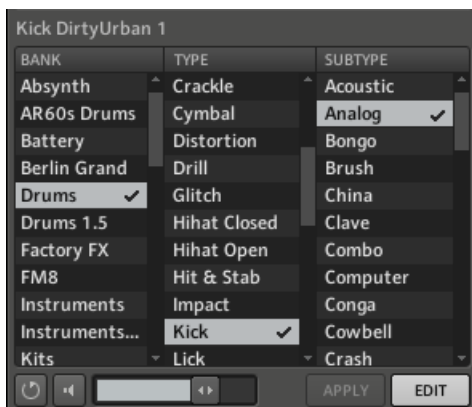 Kick DirtyUrban 1
BANK TYPE SUBTYPE
Absynth Crackle Acoustic
AR60s Drums Cymbal Analog
Battery Distortion Bongo
Berlin Grand Drill Brush
Drums Glitch China
Drums 1.5 Hihat Closed Clave
Factory FX Hihat Open Combo
FM8 Hit & Stab Computer
Instruments Impact Conga
Instruments... Kick Cowbell
Kits Lick Crash
APPLY EDIT